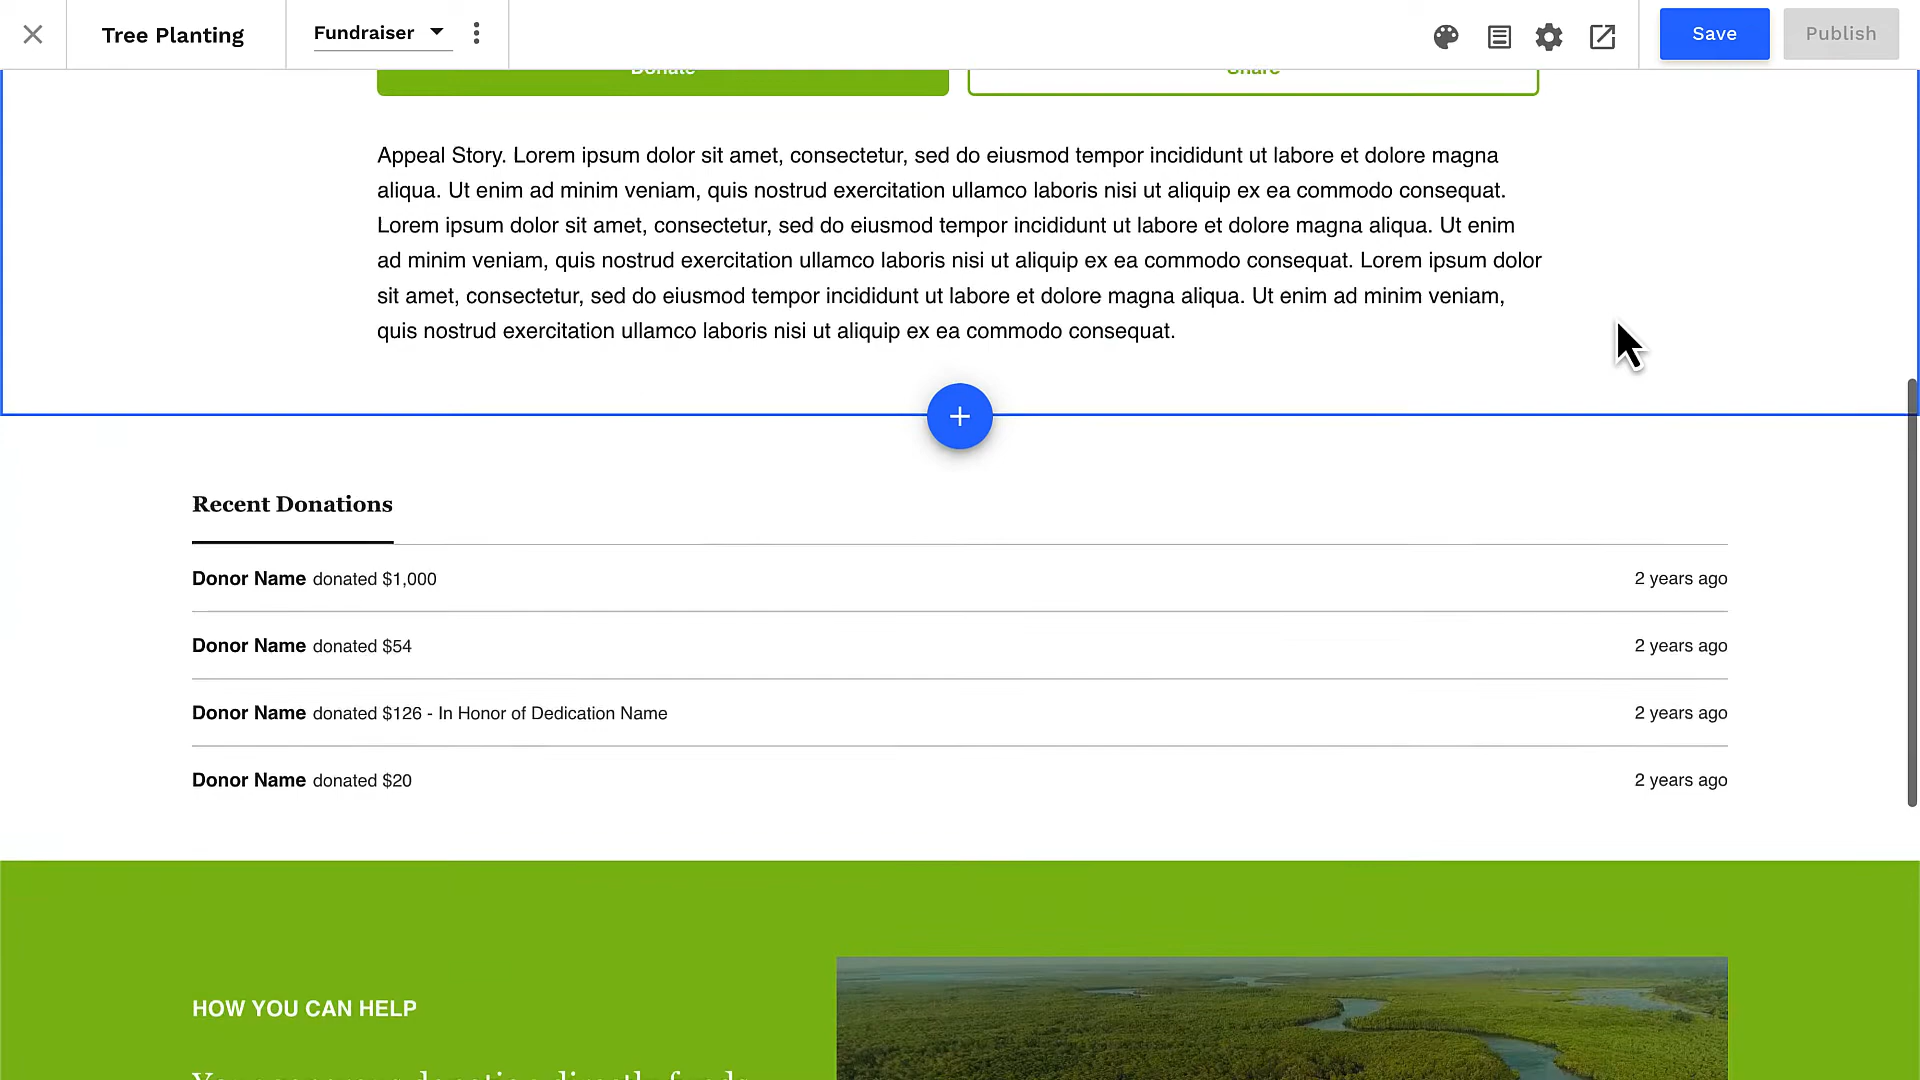 Tree Planting
Fundraiser
Save
Publish
Donate
Share
Appeal Story. Lorem ipsum dolor sit amet, consectetur, sed do eiusmod tempor incididunt ut labore et dolore magna
aliqua. Ut enim ad minim veniam, quis nostrud exercitation ullamco laboris nisi ut aliquip ex ea commodo consequat.
Lorem ipsum dolor sit amet, consectetur, sed do eiusmod tempor incididunt ut labore et dolore magna aliqua. Ut enim
ad minim veniam, quis nostrud exercitation ullamco laboris nisi ut aliquip ex ea commodo consequat. Lorem ipsum dolor
sit amet, consectetur, sed do eiusmod tempor incididunt ut labore et dolore magna aliqua. Ut enim ad minim veniam,
quis nostrud exercitation ullamco laboris nisi ut aliquip ex ea commodo consequat.
Recent Donations
Donor Name donated $1,000 2 years ago
Donor Name donated $54 2 years ago
Donor Name donated $126 - In Honor of Dedication Name 2 years ago
Donor Name donated $20 2 years ago
HOW YOU CAN HELP
Your generous donation directly funds